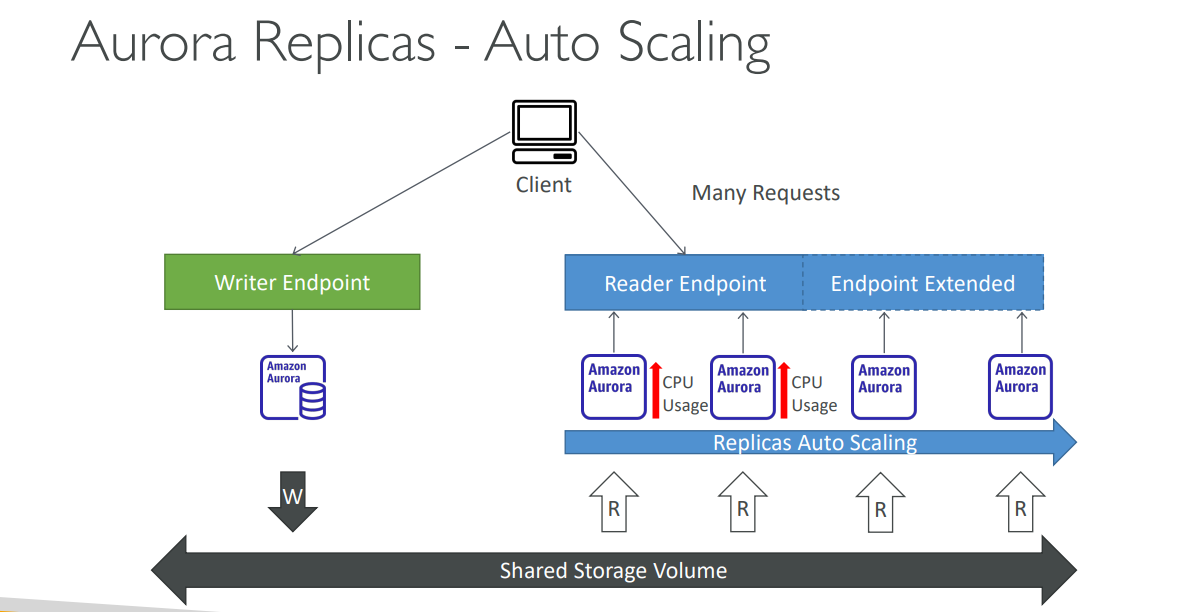 Aurora Replicas - Auto Scaling
Client
Many Requests
Writer Endpoint
Reader Endpoint
Endpoint Extended
Amazon
Aurora
Amazon
Aurora
CPU
Usage
Amazon
Aurora
CPU
Usage
Amazon
Aurora
Amazon
Aurora
Replicas Auto Scaling
W
R
R
R
R
Shared Storage Volume